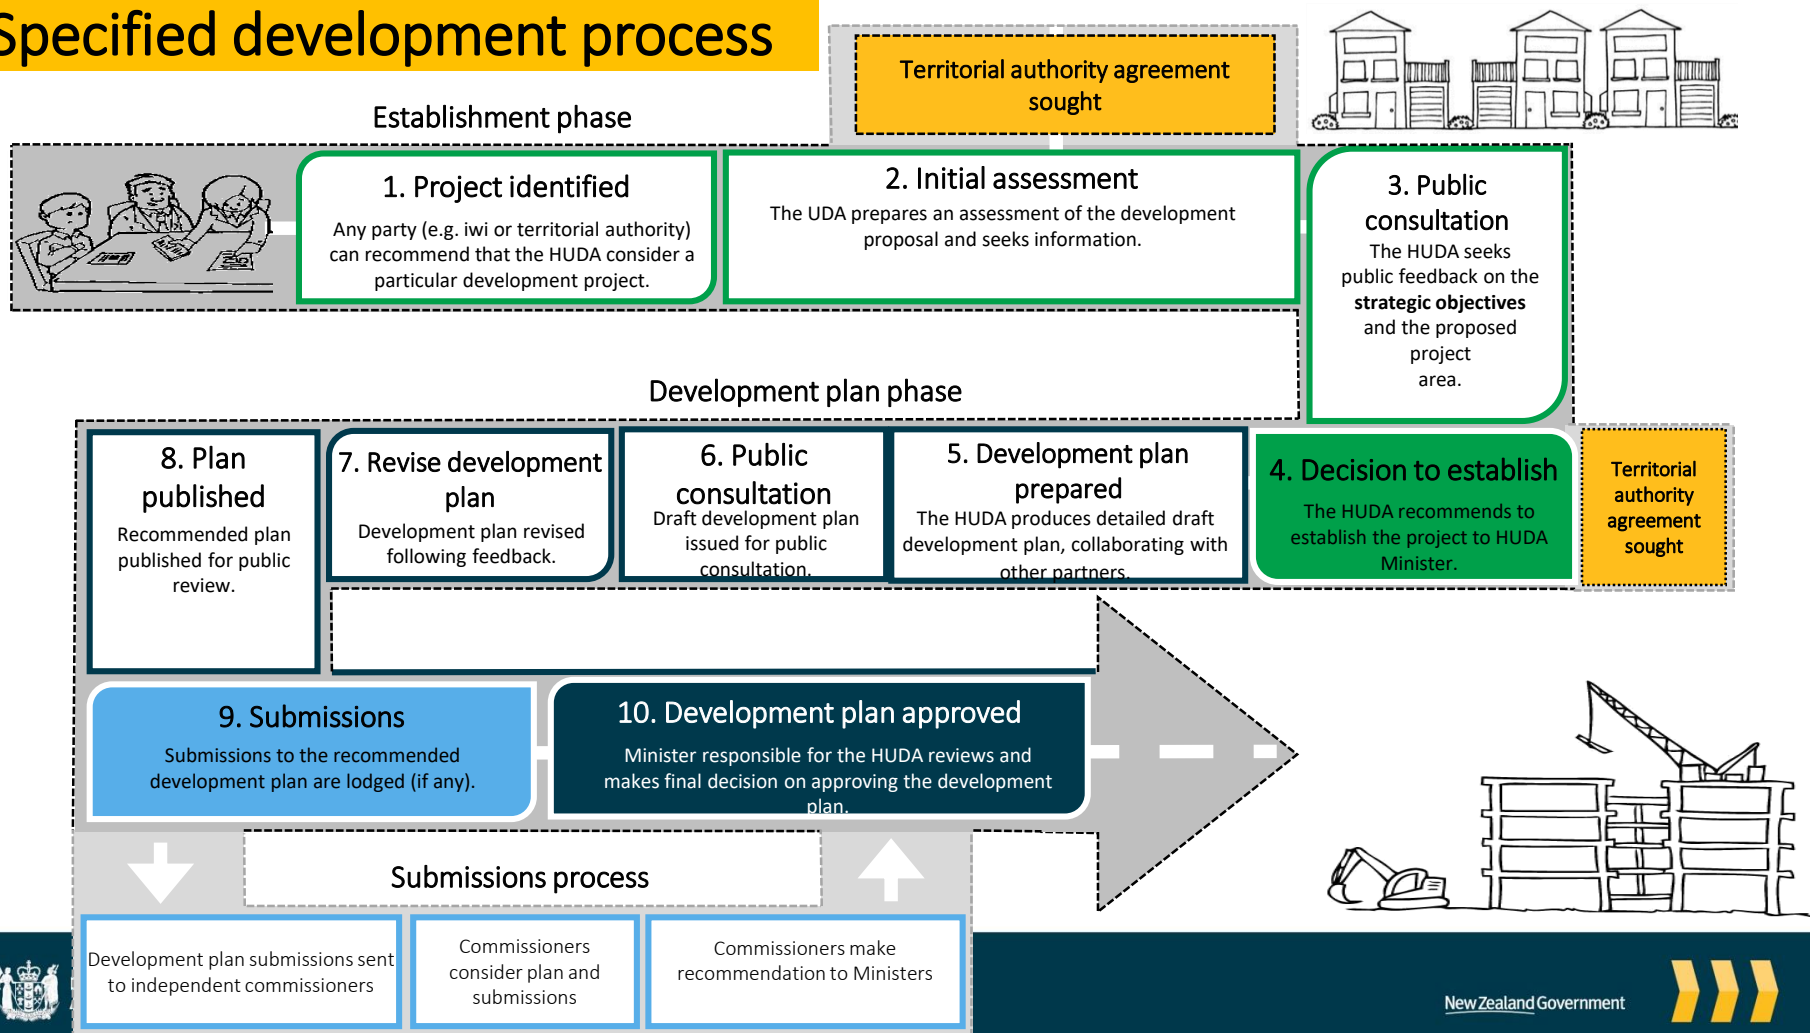 Specified development process
Territorial authority agreement
sought
Establishment phase
1. Project identified
Any party (e.g. iwi or territorial authority)
can recommend that the HUDA consider a
particular development project.
2. Initial assessment
The UDA prepares an assessment of the development
proposal and seeks information.
3. Public
consultation
The HUDA seeks
public feedback on the
strategic objectives
and the proposed
project
area.
Development plan phase
8. Plan
published
Recommended plan
published for public
review.
7. Revise development
plan
Development plan revised
following feedback.
6. Public
consultation
Draft development plan
issued for public
consultation.
5. Development plan
prepared
The HUDA produces detailed draft
development plan, collaborating with
other partners.
4. Decision to establish
The HUDA recommends to
establish the project to HUDA
Minister.
Territorial
authority
agreement
sought
9. Submissions
Submissions to the recommended
development plan are lodged (if any).
10. Development plan approved
Minister responsible for the HUDA reviews and
makes final decision on approving the development
plan.
Submissions process
Development plan submissions sent
to independent commissioners
Commissioners
consider plan and
submissions
Commissioners make
recommendation to Ministers
New Zealand Government